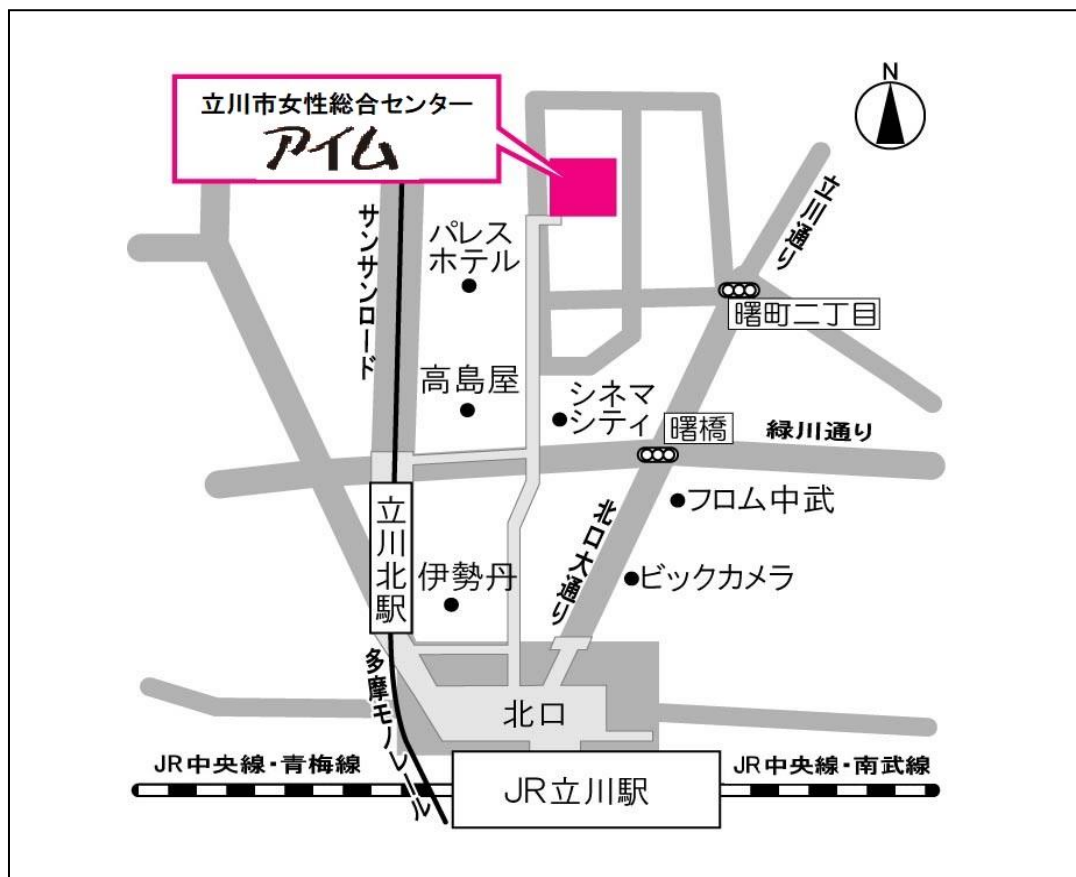 N
立川市女性総合センター
アイム
立川通り
サンサンロード
パレス
ホテル
曙町二丁目
高島屋
シネマ
シティ
曙橋
緑川通り
フロム中武
立川北駅
北口大通り
伊勢丹
ビックカメラ
多摩モノレール
北口
JR中央線・青梅線
JR立川駅
JR中央線・南武線